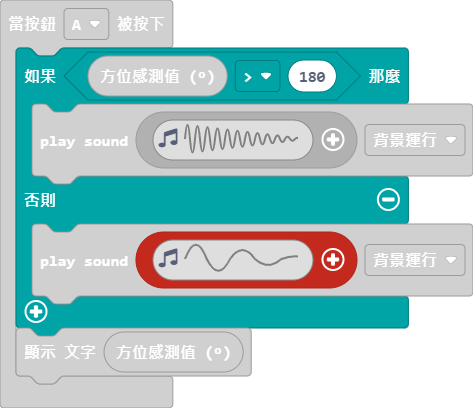 當按鈕 A 被按下
如果 方位感測值 (°) > 180 那麼
play sound 背景運行
否則
play sound 背景運行
顯示 文字 方位感測值 (°)